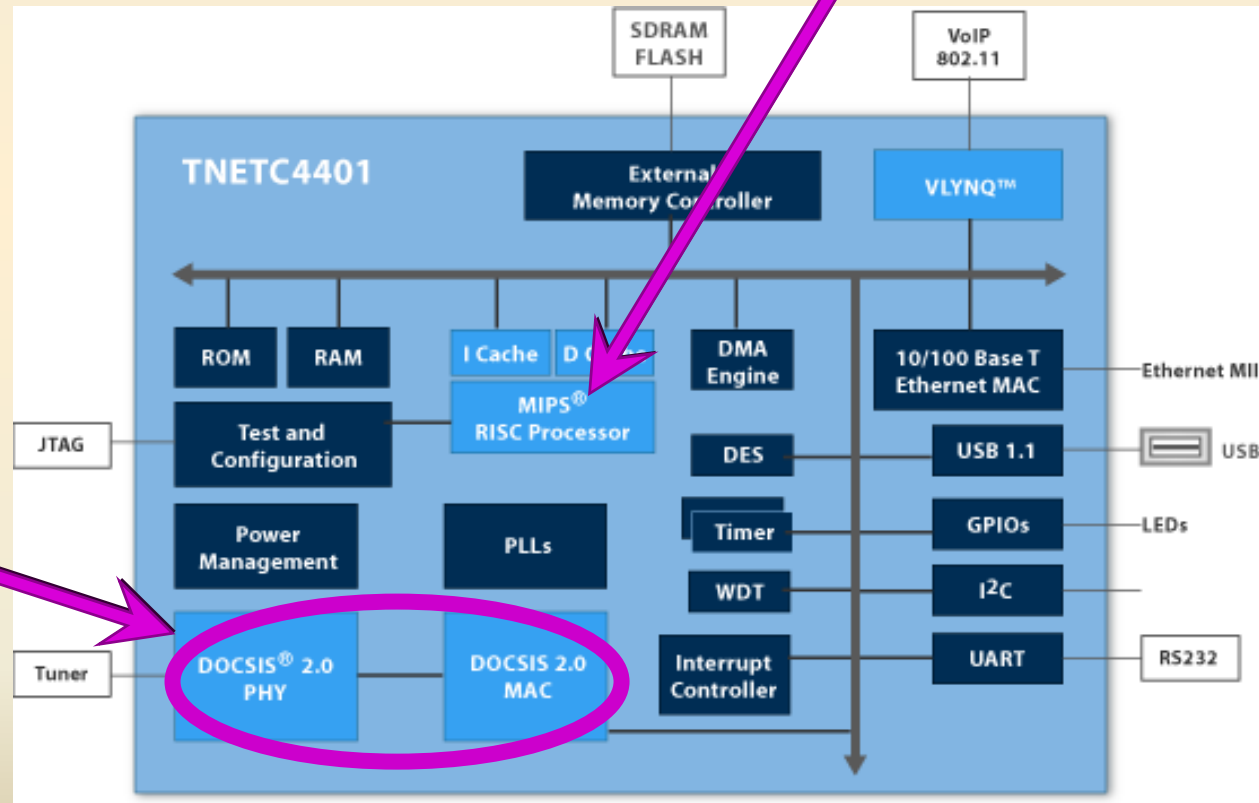 SDRAM
FLASH
VoIP
802.11
TNETC4401
External
Memory Controller
VLYNQ™
ROM
RAM
I Cache
D
DMA
Engine
10/100 Base T
Ethernet MAC
Ethernet MII
MIPS®
RISC Processor
JTAG
Test and
Configuration
DES
USB 1.1
USB
Power
Management
PLLs
Timer
GPIOs
LEDs
WDT
I²C
Tuner
DOCSIS® 2.0
PHY
DOCSIS 2.0
MAC
Interrupt
Controller
UART
RS232